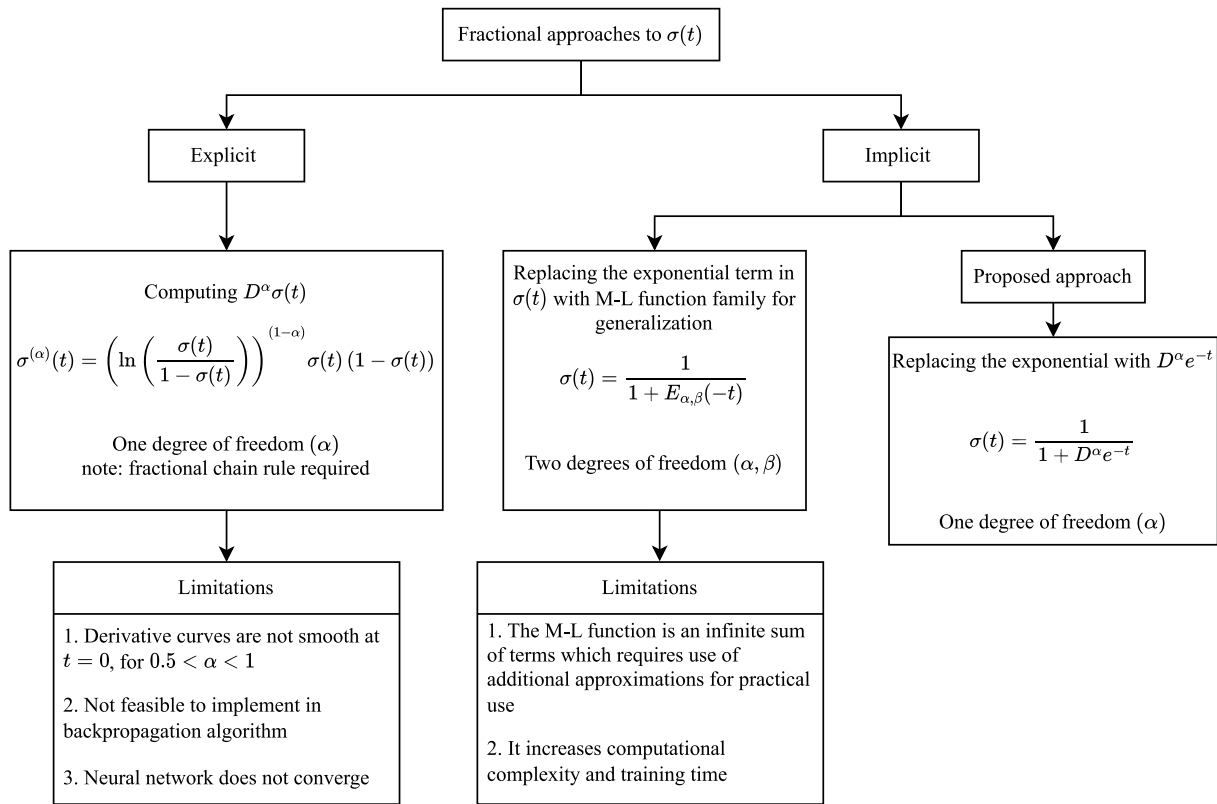 Fractional approaches to σ(t)
Explicit
Implicit
Computing D^α σ(t)
σ^(α)(t) = (ln(σ(t) / (1 − σ(t))))^(1−α) σ(t) (1 − σ(t))
One degree of freedom (α)
note: fractional chain rule required
Limitations
1. Derivative curves are not smooth at
t = 0, for 0.5 < α < 1
2. Not feasible to implement in
backpropagation algorithm
3. Neural network does not converge
Replacing the exponential term in
σ(t) with M-L function family for
generalization
σ(t) = 1 / (1 + E_α,β(−t))
Two degrees of freedom (α, β)
Limitations
1. The M-L function is an infinite sum
of terms which requires use of
additional approximations for practical
use
2. It increases computational
complexity and training time
Proposed approach
Replacing the exponential with D^α e^−t
σ(t) = 1 / (1 + D^α e^−t)
One degree of freedom (α)